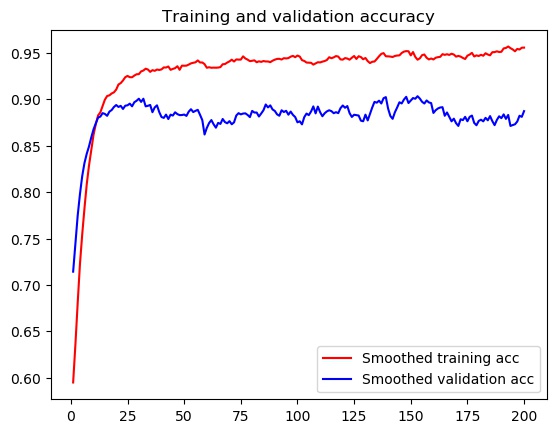 Training and validation accuracy
0.95
0.90
0.85
0.80
0.75
0.70
0.65
0.60
Smoothed training acc
Smoothed validation acc
0 25 50 75 100 125 150 175 200